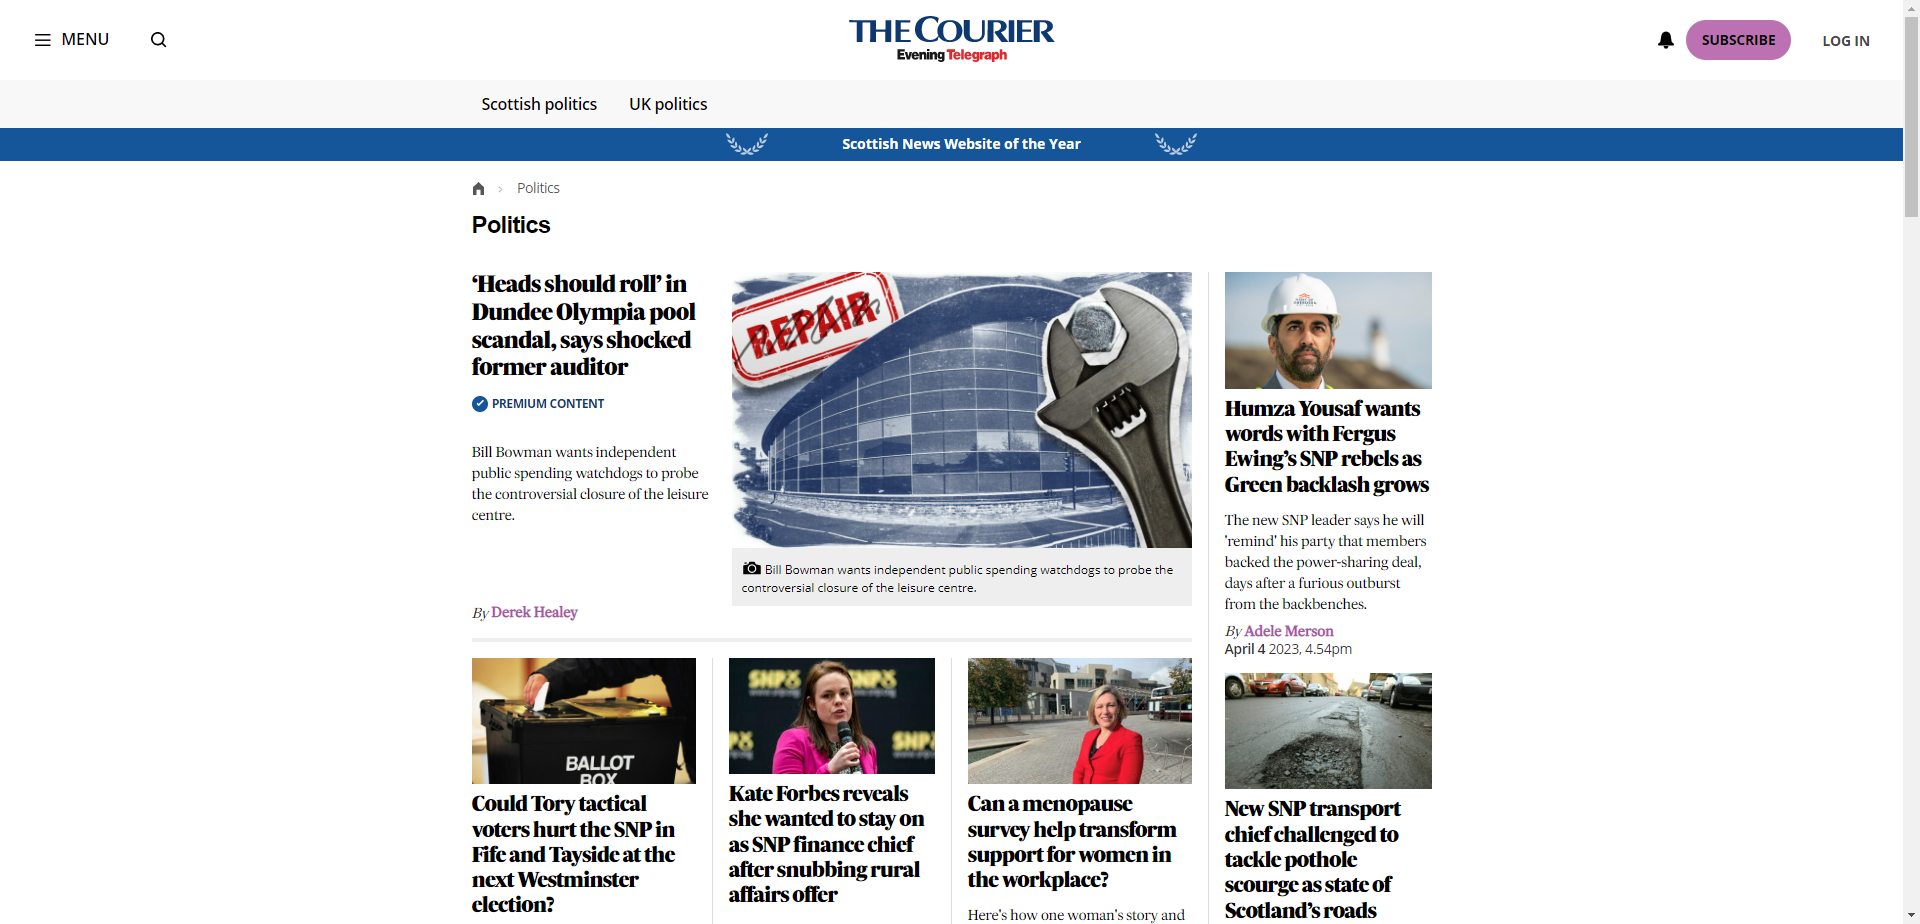 MENU
THE COURIER
Evening Telegraph
SUBSCRIBE
LOG IN
Scottish politics
UK politics
Scottish News Website of the Year
Politics
Politics
‘Heads should roll’ in
Dundee Olympia pool
scandal, says shocked
former auditor
PREMIUM CONTENT
Bill Bowman wants independent
public spending watchdogs to probe
the controversial closure of the leisure
centre.
By Derek Healey
REPAIR
Bill Bowman wants independent public spending watchdogs to probe the
controversial closure of the leisure centre.
Humza Yousaf wants
words with Fergus
Ewing’s SNP rebels as
Green backlash grows
The new SNP leader says he will
'remind' his party that members
backed the power-sharing deal,
days after a furious outburst
from the backbenches.
By Adele Merson
April 4 2023, 4.54pm
BALLOT
BOX
Could Tory tactical
voters hurt the SNP in
Fife and Tayside at the
next Westminster
election?
SNP
SNP
SNP
Kate Forbes reveals
she wanted to stay on
as SNP finance chief
after snubbing rural
affairs offer
Can a menopause
survey help transform
support for women in
the workplace?
Here's how one woman's story and
New SNP transport
chief challenged to
tackle pothole
scourge as state of
Scotland’s roads